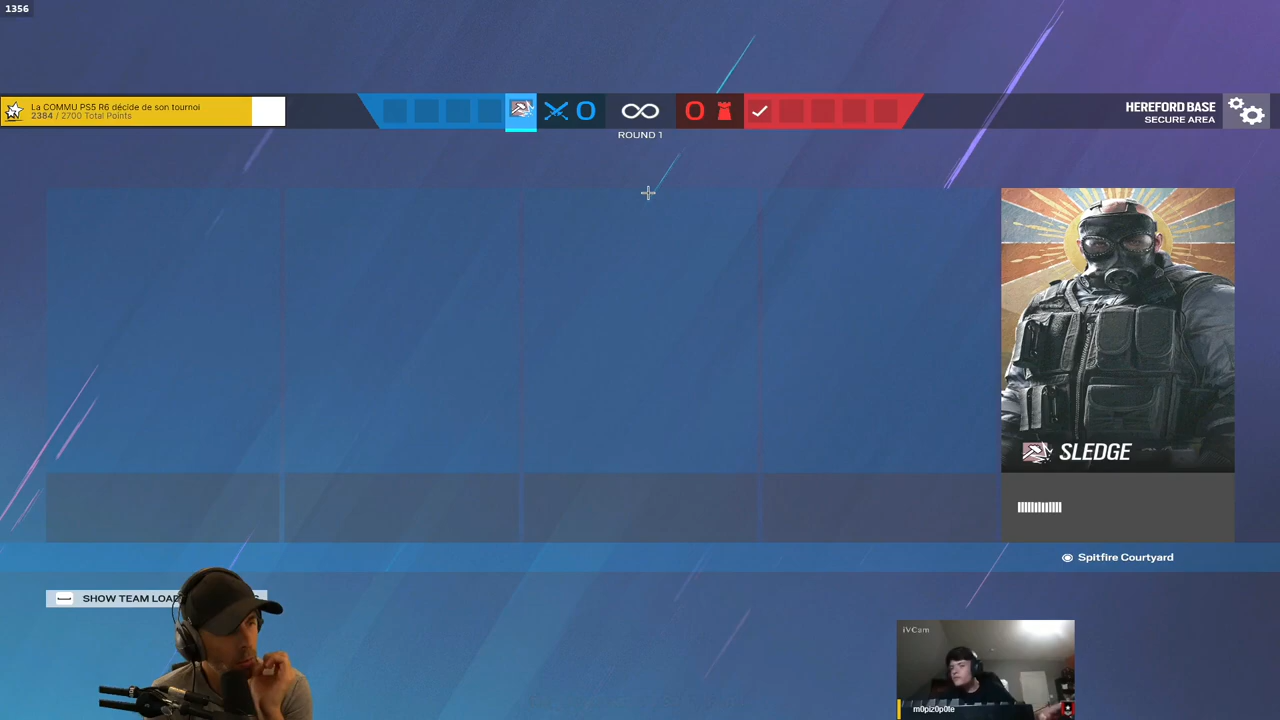 1356
La COMMU PS5 R6 décide de son tournoi
2384 / 2700 Total Points
0
0
ROUND 1
HEREFORD BASE
SECURE AREA
SLEDGE
Spitfire Courtyard
SHOW TEAM LOA
iVCam
m0piz0p0te